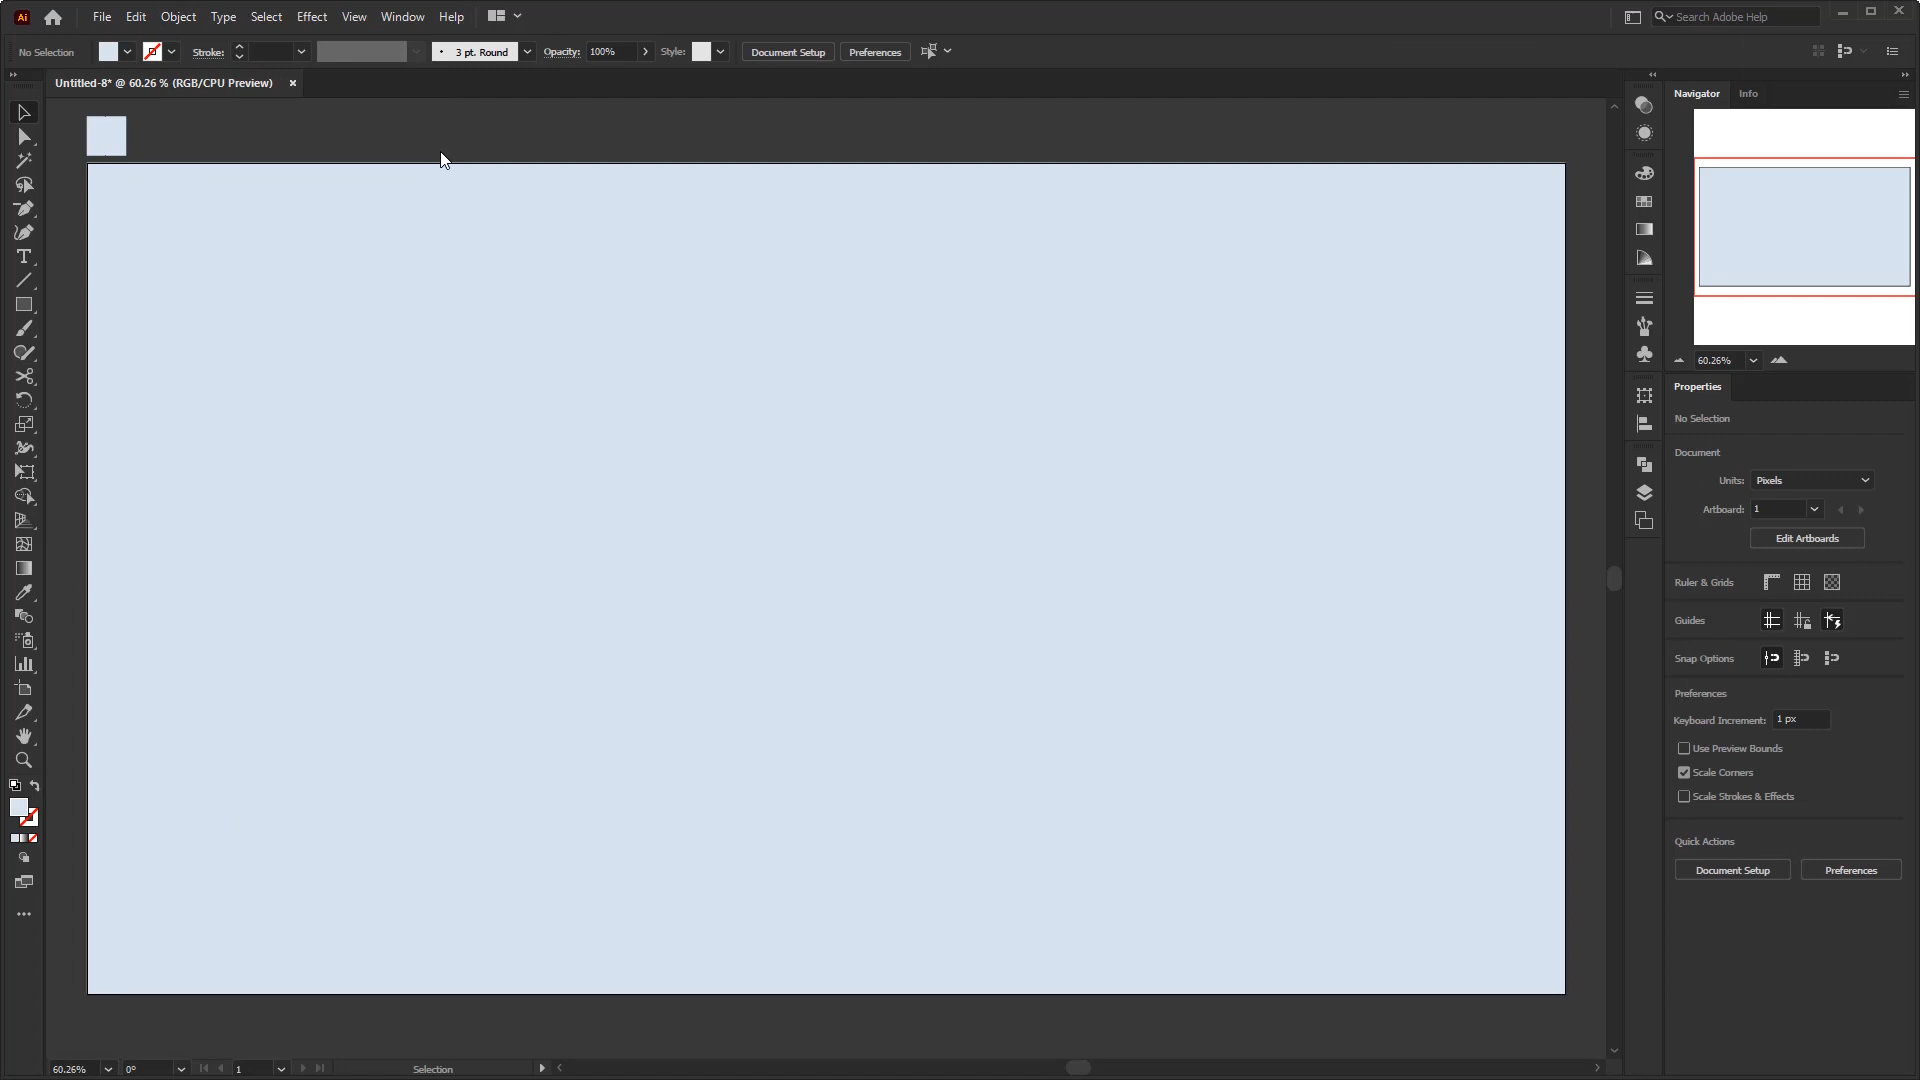 Ai File Edit Object Type Select Effect View Window Help Search Adobe Help
No Selection Stroke: 3 pt. Round Opacity: 100% Style: Document Setup Preferences
Untitled-8* @ 60.26 % (RGB/CPU Preview) ×
Navigator Info
60.26%
Properties
No Selection
Document
Units: Pixels
Artboard: 1
Edit Artboards
Ruler & Grids
Guides
Snap Options
Preferences
Keyboard Increment: 1 px
Use Preview Bounds
Scale Corners
Scale Strokes & Effects
Quick Actions
Document Setup Preferences
60.26% 0° 1 Selection